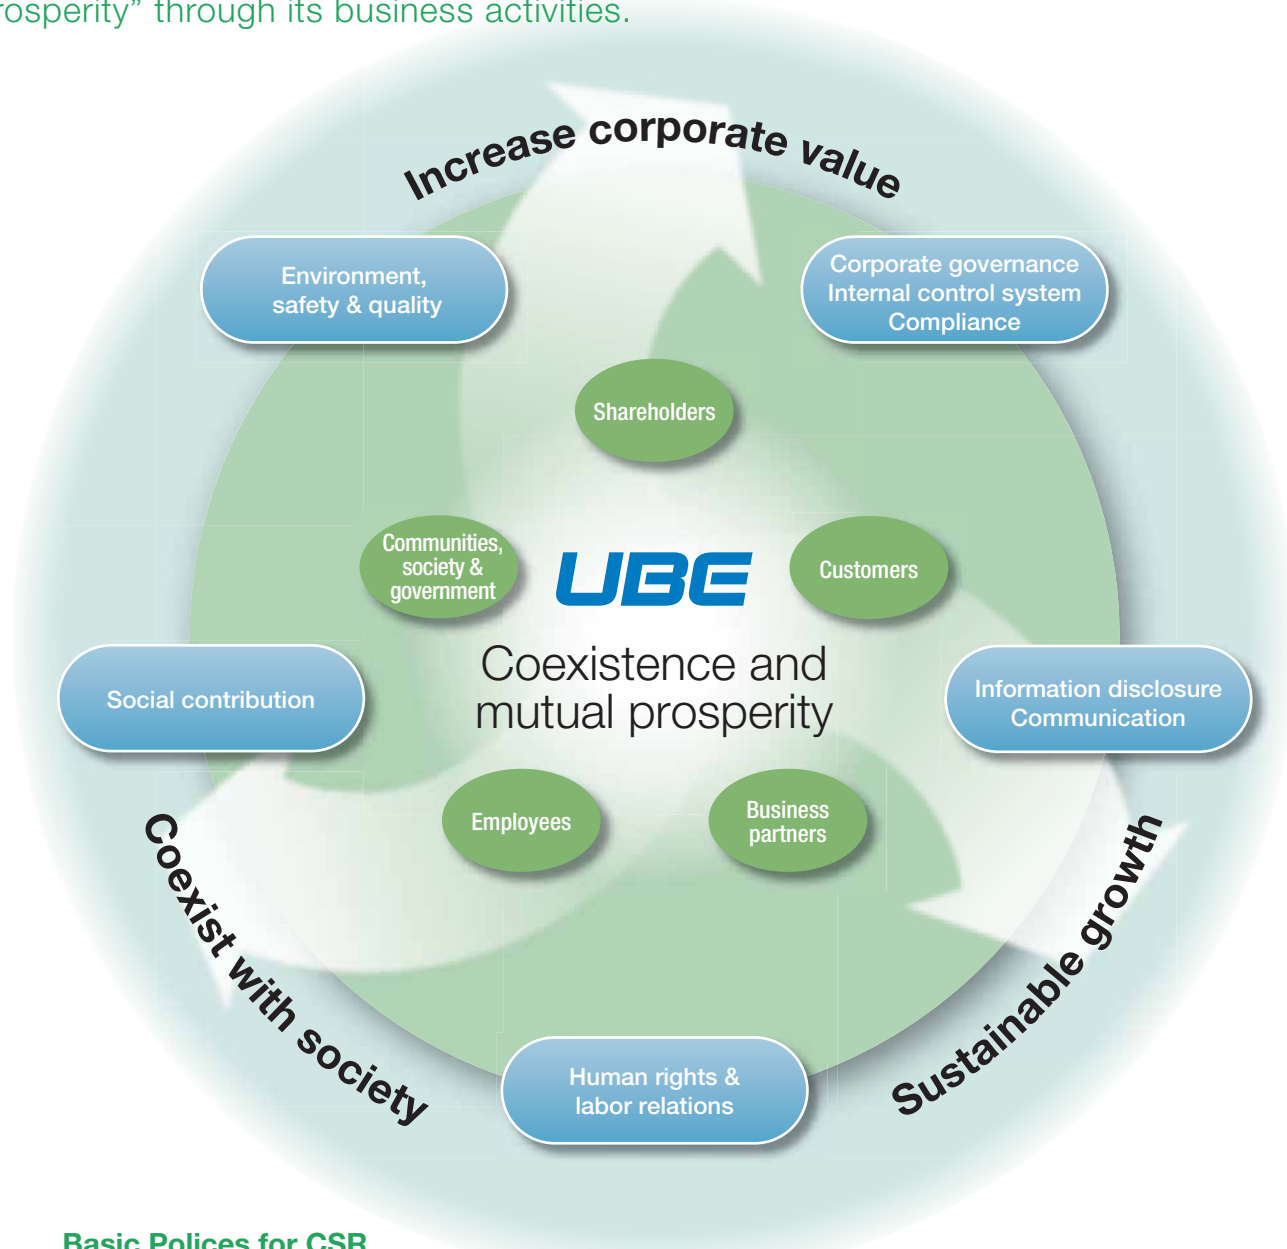 rosperity” through its business activities.
Increase corporate value
Environment,
safety & quality
Corporate governance
Internal control system
Compliance
Shareholders
Communities,
society &
government
UBE
Customers
Coexistence and
mutual prosperity
Social contribution
Information disclosure
Communication
Employees
Business
partners
Coexist with society
Sustainable growth
Human rights &
labor relations
Basic Polices for CSR